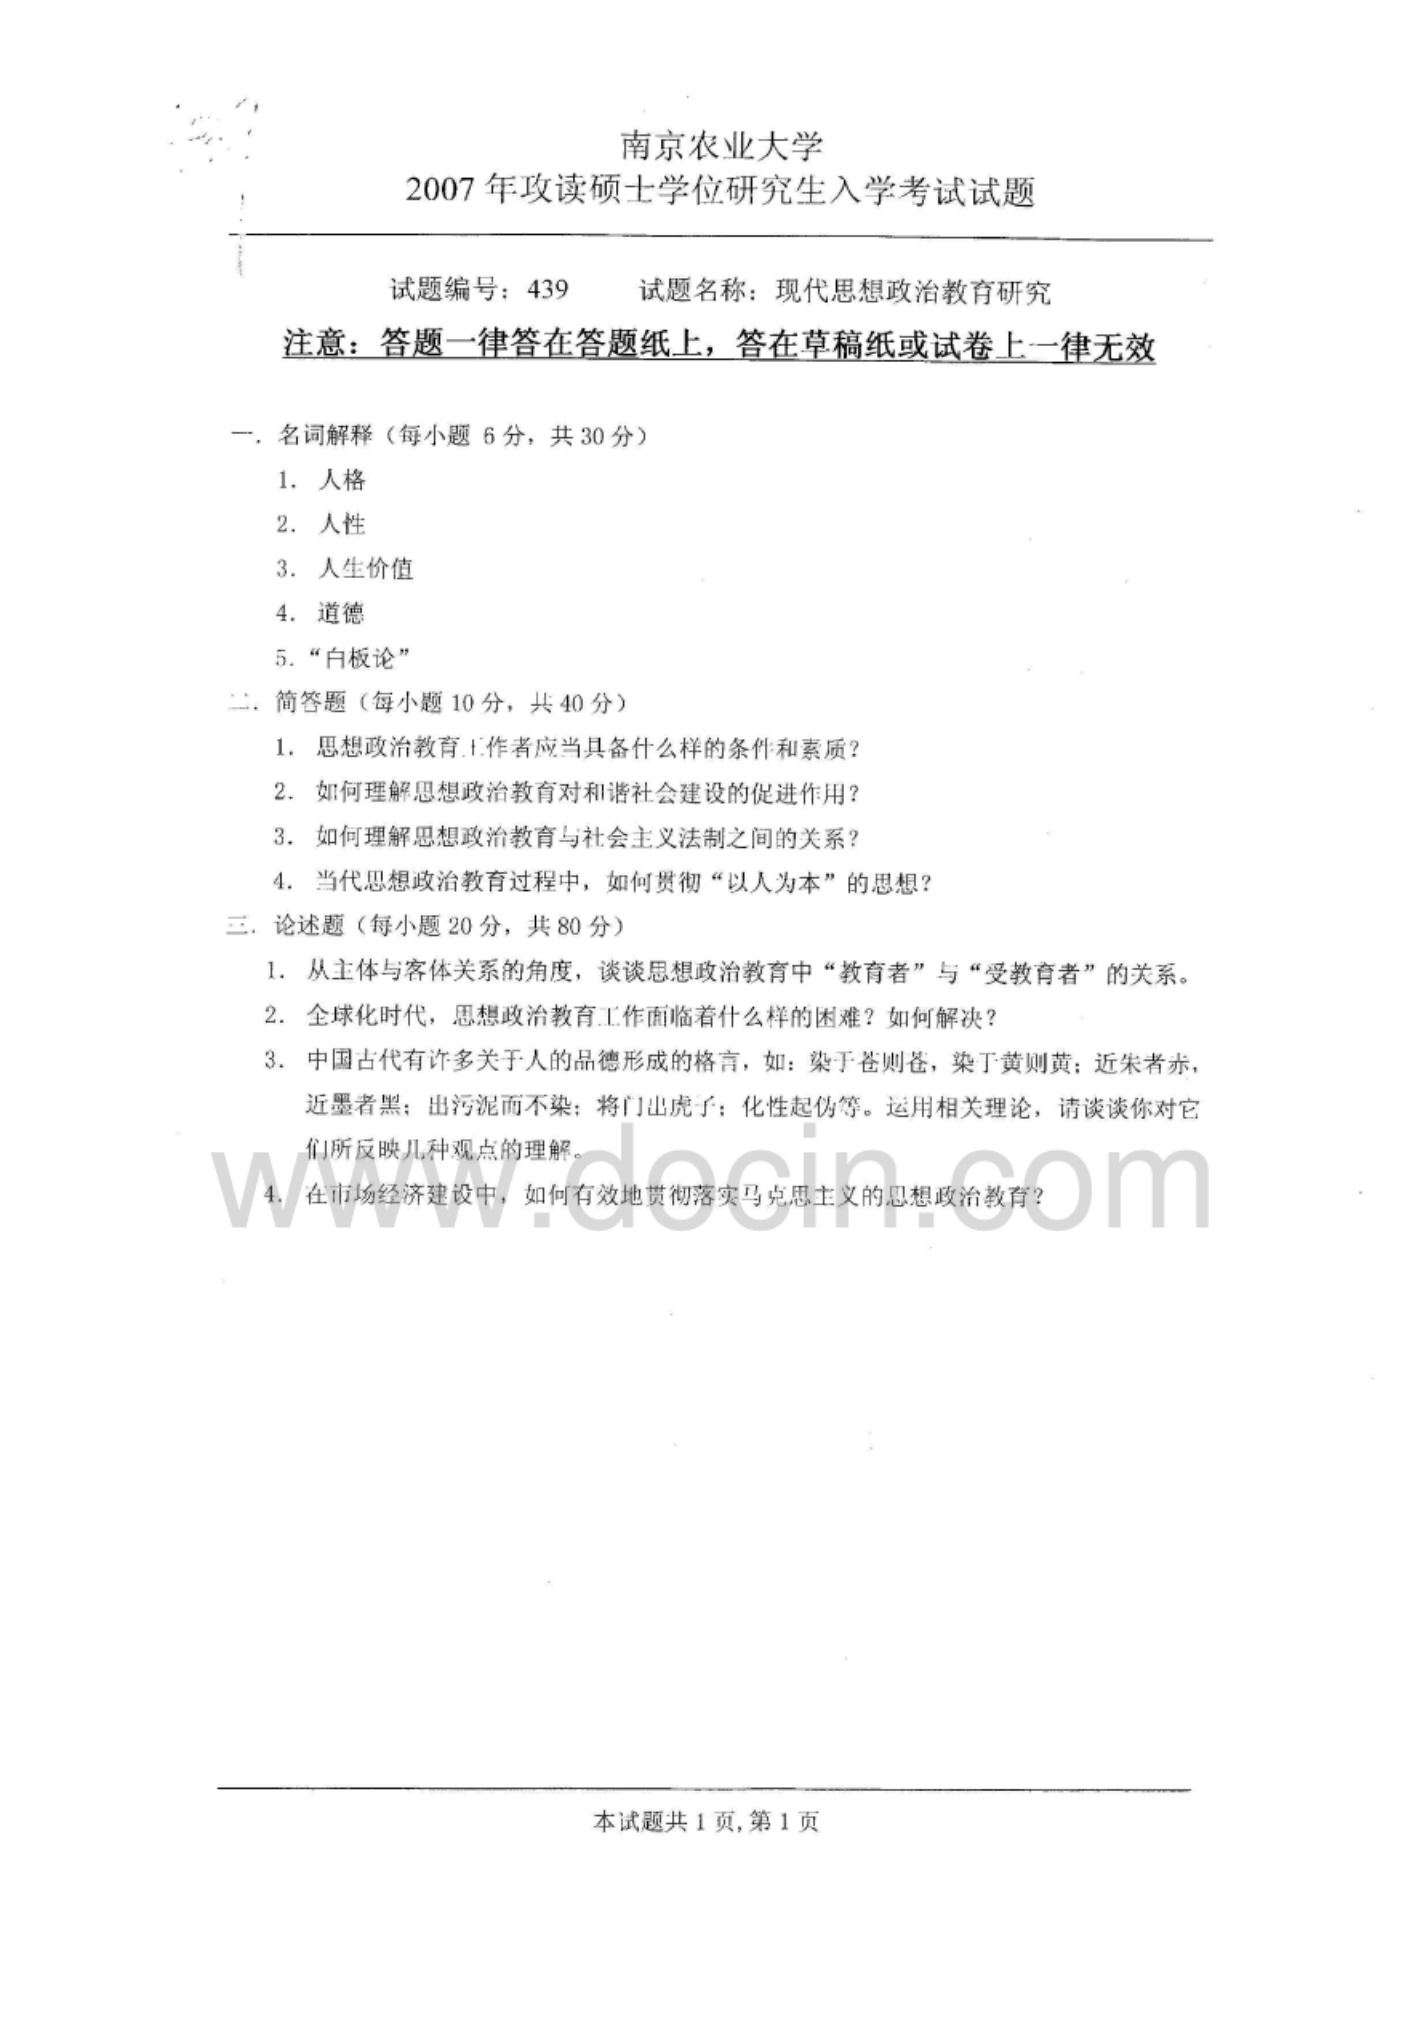 南京农业大学
2007 年攻读硕士学位研究生入学考试试题
试题编号：439 试题名称：现代思想政治教育研究
注意：答题一律答在答题纸上，答在草稿纸或试卷上一律无效
一．名词解释（每小题 6 分，共 30 分）
1． 人格
2． 人性
3． 人生价值
4． 道德
5．“白板论”
二．简答题（每小题 10 分，共 40 分）
1． 思想政治教育工作者应当具备什么样的条件和素质？
2． 如何理解思想政治教育对和谐社会建设的促进作用？
3． 如何理解思想政治教育与社会主义法制之间的关系？
4． 当代思想政治教育过程中，如何贯彻“以人为本”的思想？
三．论述题（每小题 20 分，共 80 分）
1． 从主体与客体关系的角度，谈谈思想政治教育中“教育者”与“受教育者”的关系。
2． 全球化时代，思想政治教育工作面临着什么样的困难？如何解决？
3． 中国古代有许多关于人的品德形成的格言，如：染于苍则苍，染于黄则黄；近朱者赤，
近墨者黑；出污泥而不染；将门出虎子；化性起伪等。运用相关理论，请谈谈你对它
们所反映几种观点的理解。
4． 在市场经济建设中，如何有效地贯彻落实马克思主义的思想政治教育？
www.docin.com
本试题共 1 页,第 1 页